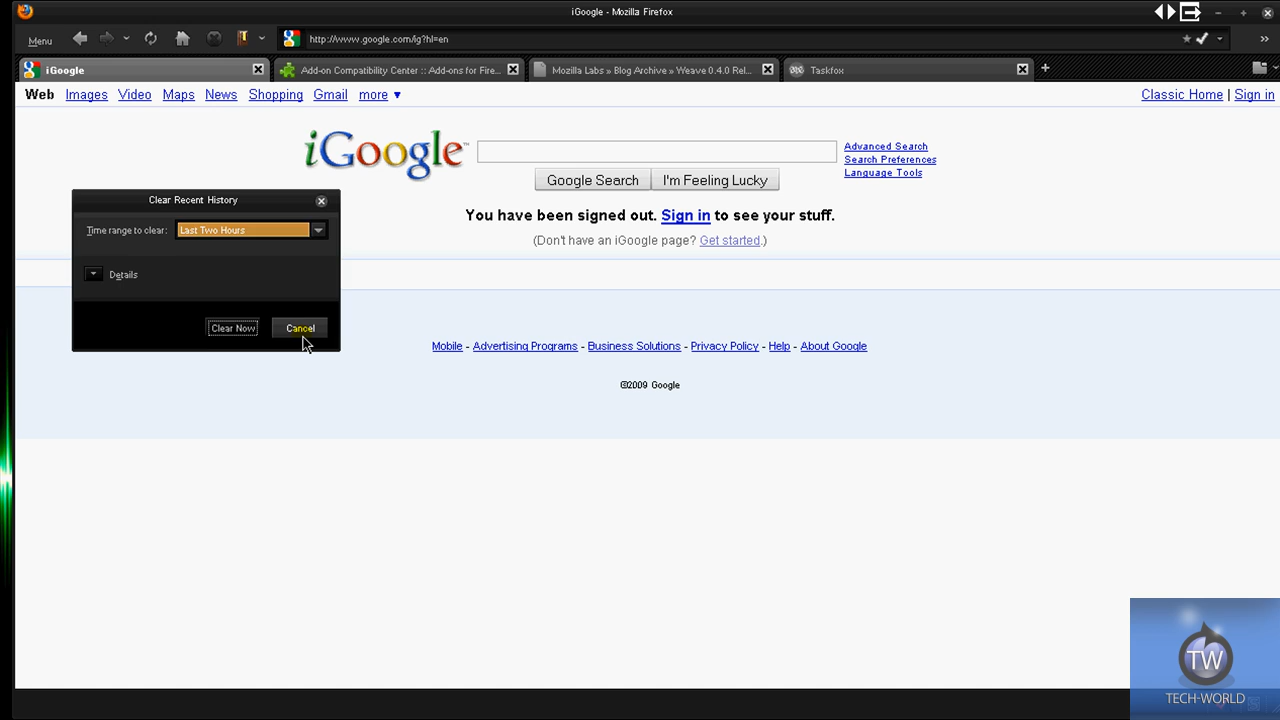 iGoogle - Mozilla Firefox
Menu
http://www.google.com/ig?hl=en
iGoogle
Add-on Compatibility Center :: Add-ons for Fire...
Mozilla Labs » Blog Archive » Weave 0.4.0 Rel...
Taskfox
Web Images Video Maps News Shopping Gmail more ▼
Classic Home | Sign in
iGoogle™
Advanced Search
Search Preferences
Language Tools
Google Search
I'm Feeling Lucky
You have been signed out. Sign in to see your stuff.
(Don't have an iGoogle page? Get started.)
Clear Recent History
Time range to clear: Last Two Hours
Details
Clear Now
Cancel
Mobile - Advertising Programs - Business Solutions - Privacy Policy - Help - About Google
©2009 Google
TW
TECH-WORLD